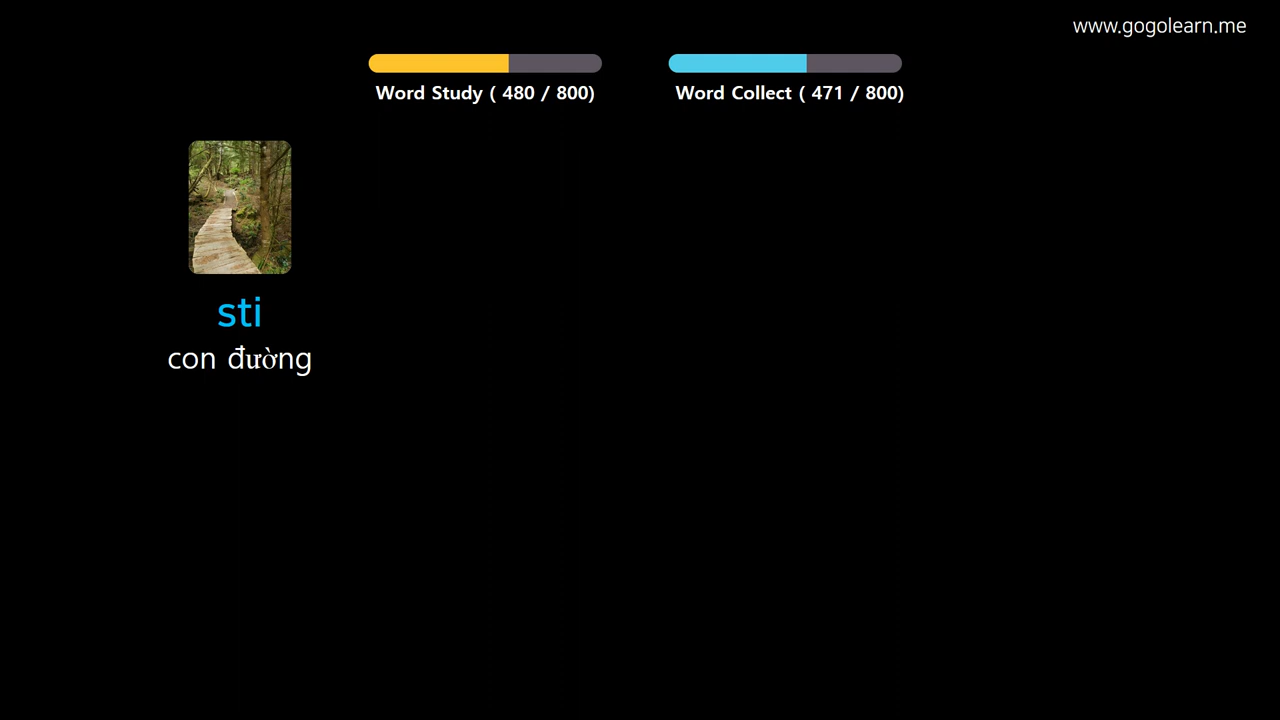 www.gogolearn.me
Word Study ( 480 / 800)
Word Collect ( 471 / 800)
sti
con đường